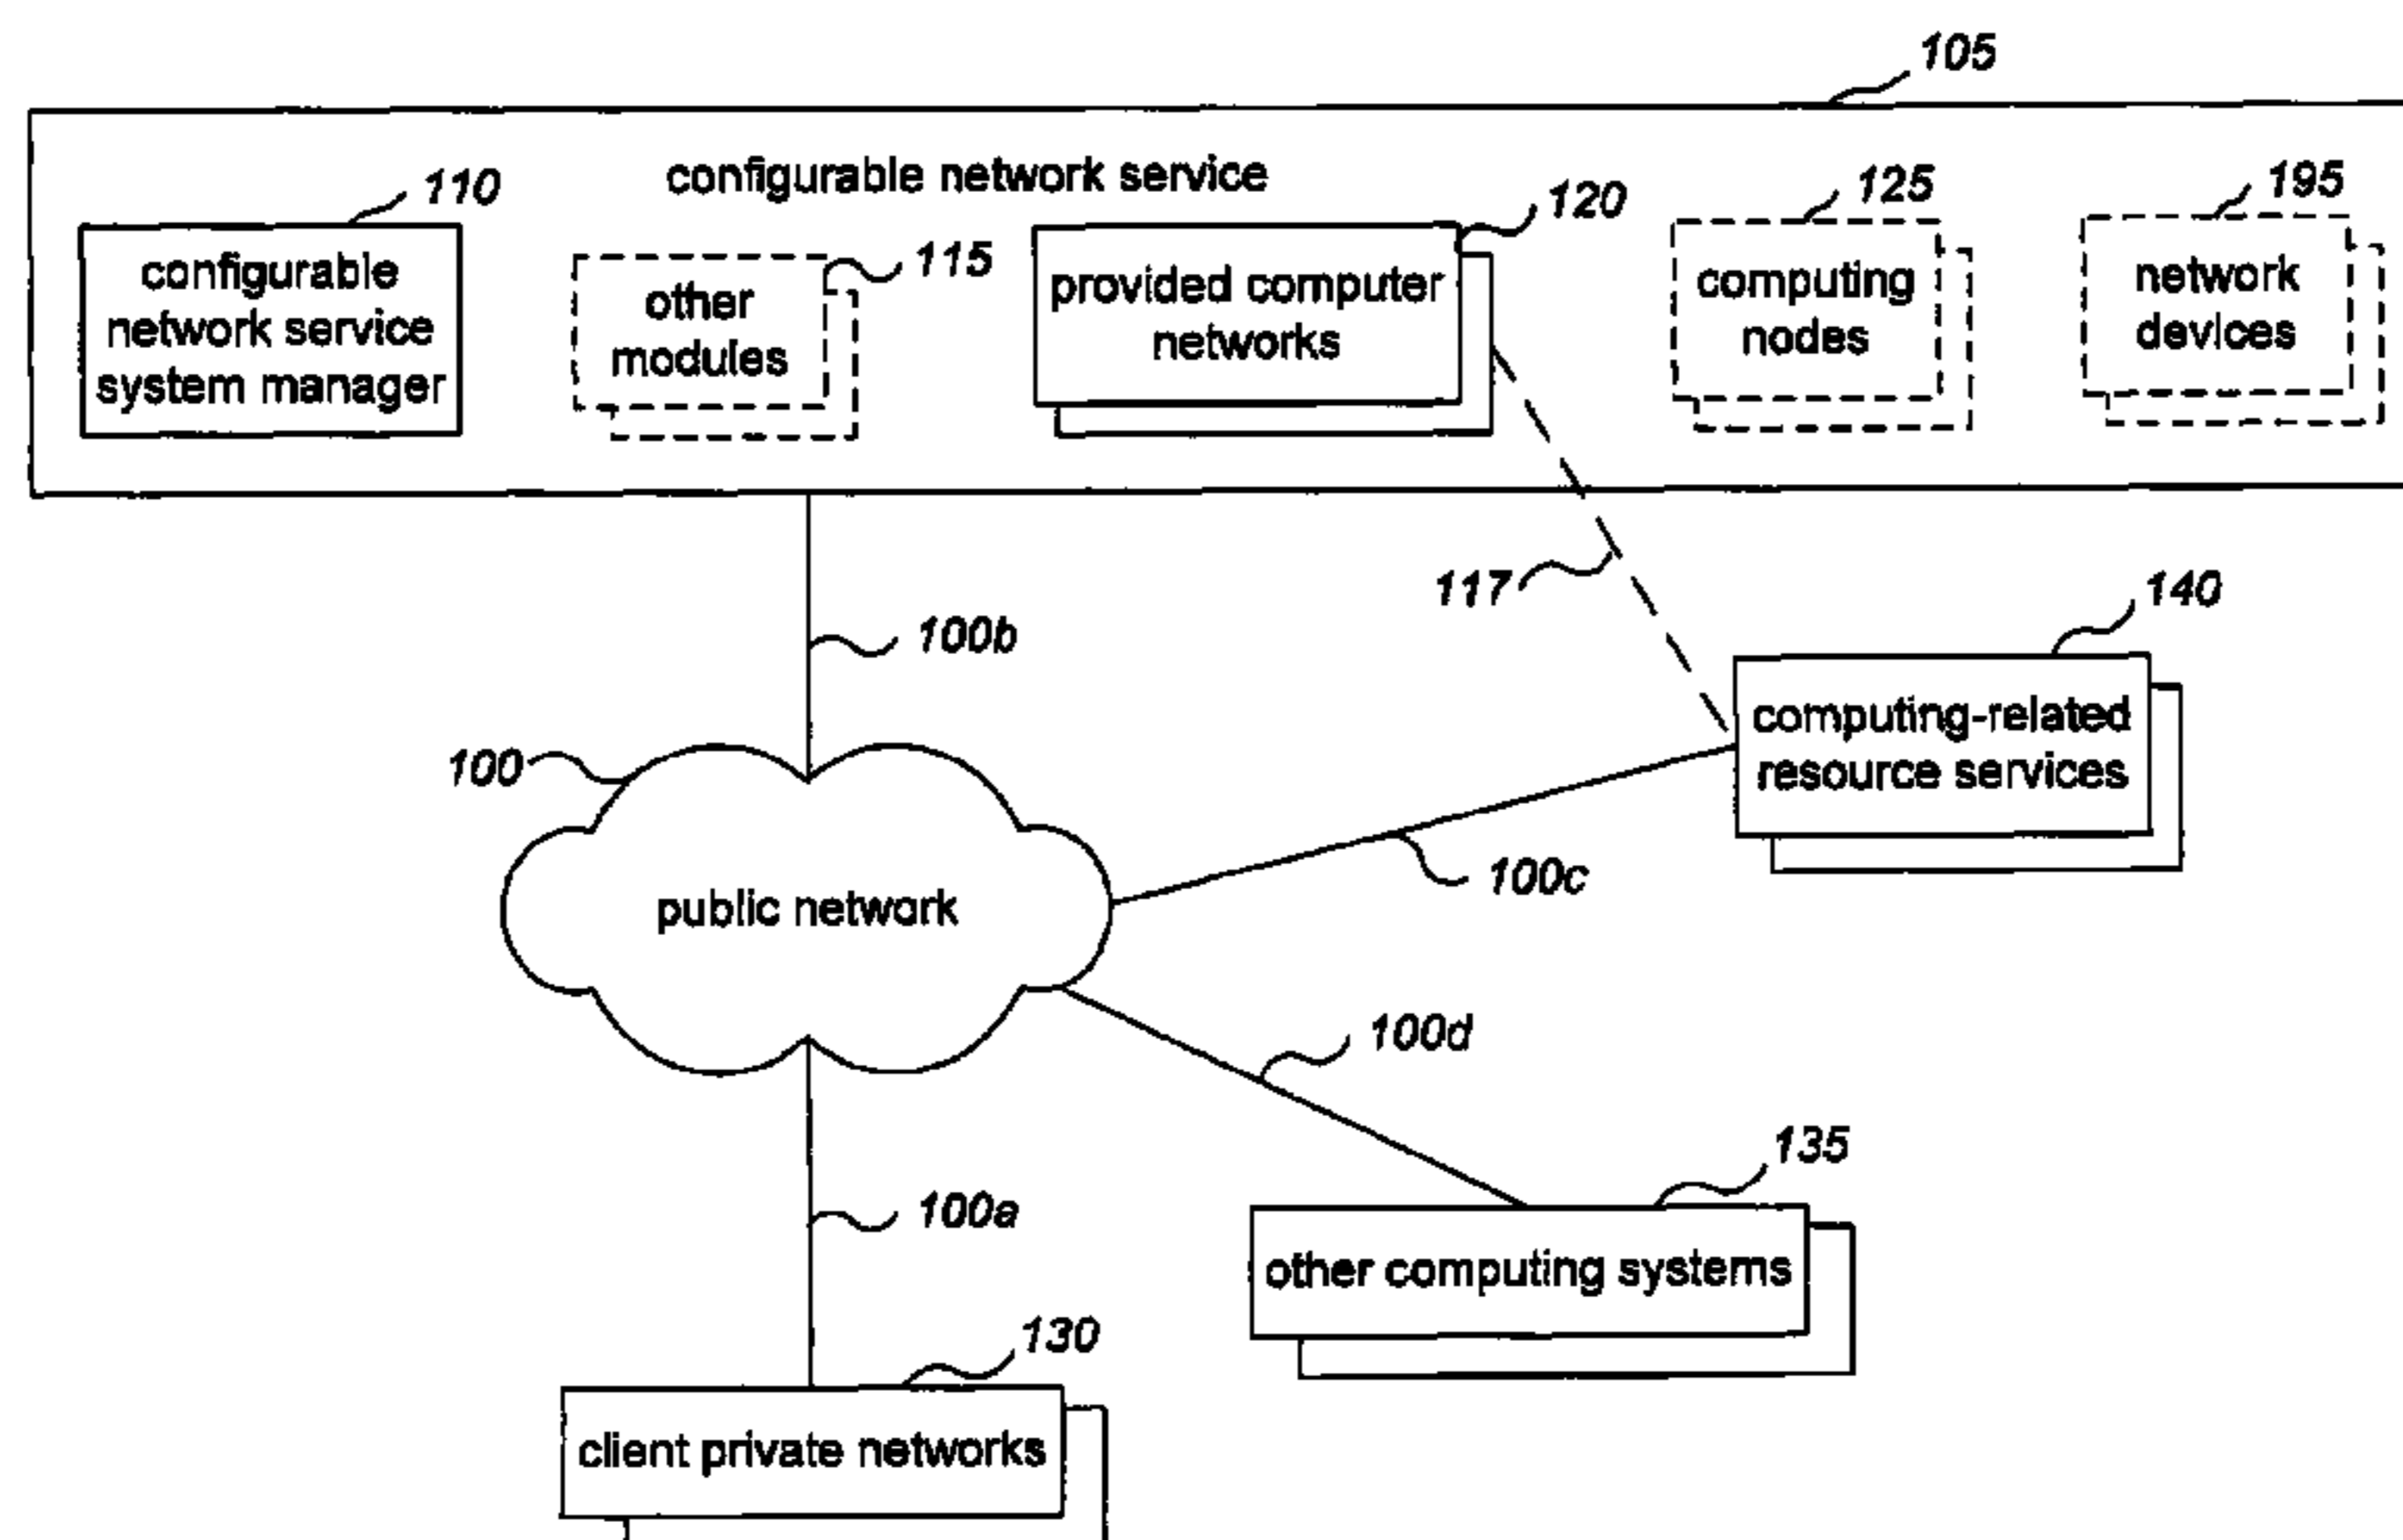 105
configurable network service
110
120
125
195
115
configurable
network service
system manager
other
modules
provided computer
networks
computing
nodes
network
devices
117
140
100b
computing-related
resource services
100
public network
100c
100d
135
100a
other computing systems
130
client private networks